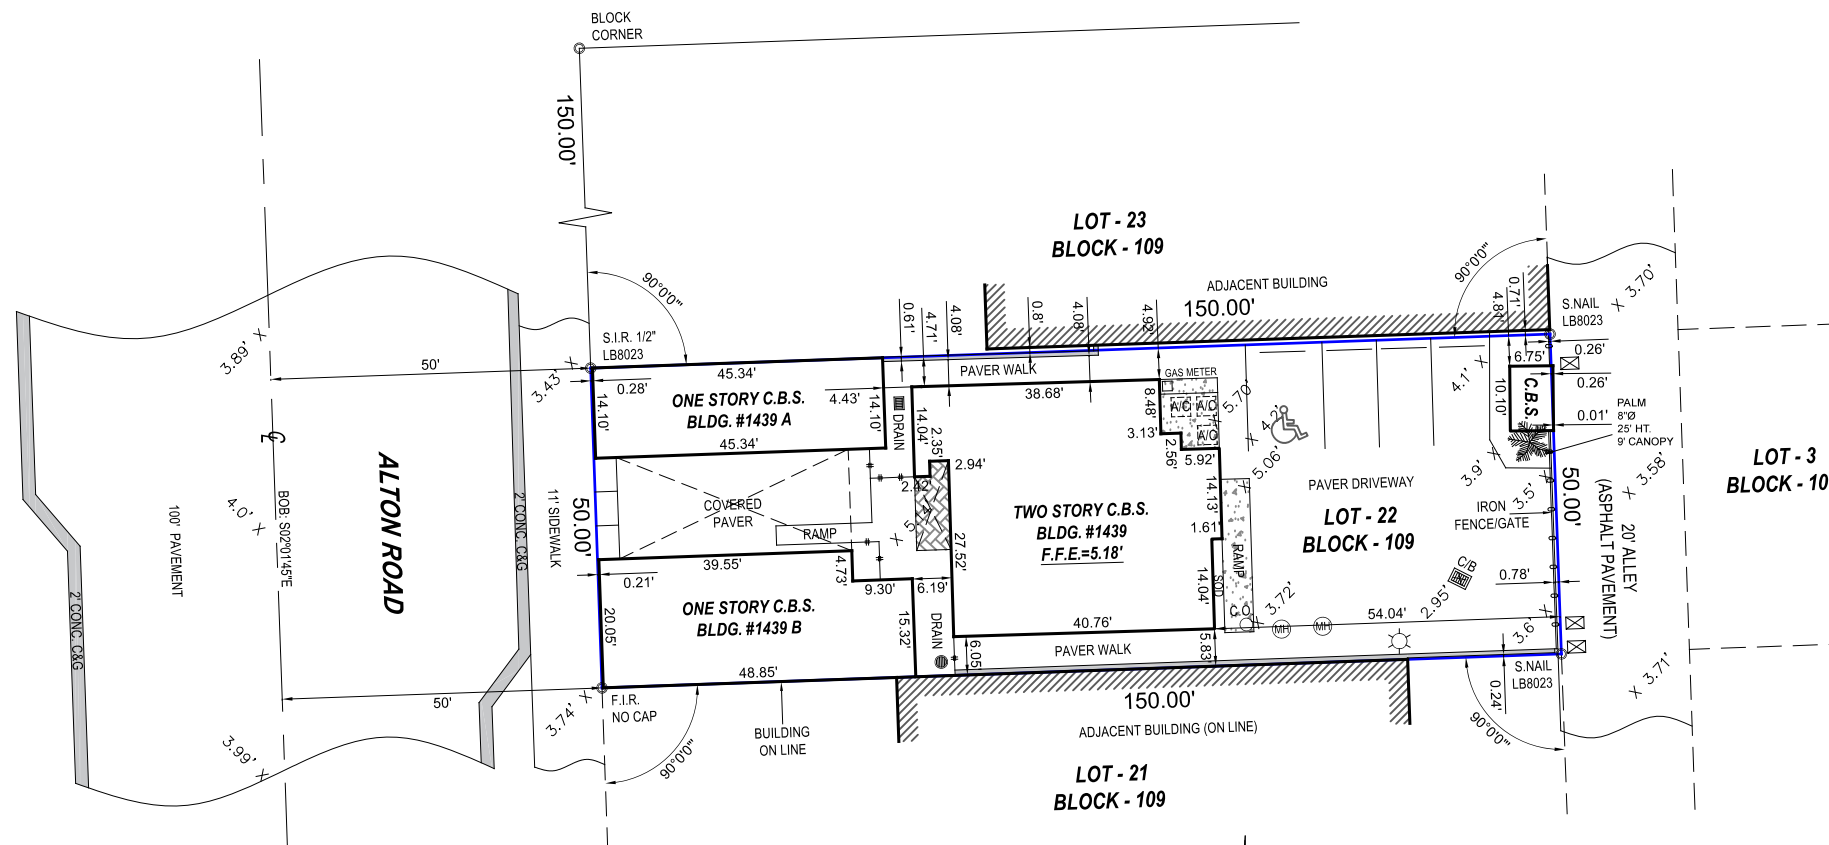 BLOCK
CORNER
150.00'
LOT - 23
BLOCK - 109
90°0'0"
90°0'0"
ADJACENT BUILDING
150.00'
S.NAIL
LB8023
3.70'
S.I.R. 1/2"
LB8023
0.61'
4.71'
4.08'
0.8'
4.08'
4.92'
4.81'
0.71'
3.89'
50'
3.43'
0.28'
45.34'
4.43'
14.10'
14.10'
ONE STORY C.B.S.
BLDG. #1439 A
45.34'
PAVER WALK
38.68'
GAS METER
A/C
A/C
A/C
5.70'
4.2'
8.48'
3.13'
2.56'
5.92'
5.06'
4.1'
6.75'
0.26'
0.26'
10.10'
C.B.S.
0.01'
PALM
8"Ø
25' HT.
9' CANOPY
DRAIN
14.04'
2.35'
2.94'
2.42'
CL
ALTON ROAD
BOB: S02°01'45"E
4.0'
100' PAVEMENT
2' CONC. C&G
2' CONC. C&G
11' SIDEWALK
50.00'
COVERED
PAVER
RAMP
TWO STORY C.B.S.
BLDG. #1439
F.F.E.=5.18'
27.52'
14.13'
1.61'
14.04'
RAMP
SOD
C.O.
PAVER DRIVEWAY
LOT - 22
BLOCK - 109
3.9'
3.5'
IRON
FENCE/GATE
50.00'
3.58'
20' ALLEY
(ASPHALT PAVEMENT)
LOT - 3
BLOCK - 10
39.55'
0.21'
4.73'
9.30'
6.19'
ONE STORY C.B.S.
BLDG. #1439 B
20.05'
15.32'
DRAIN
40.76'
3.72'
MH
MH
54.04'
2.95'
C/B
0.78'
3.6'
6.05'
PAVER WALK
5.83'
48.85'
50'
3.74'
F.I.R.
NO CAP
90°0'0"
BUILDING
ON LINE
150.00'
ADJACENT BUILDING (ON LINE)
0.24'
S.NAIL
LB8023
90°0'0"
3.71'
3.99'
LOT - 21
BLOCK - 109